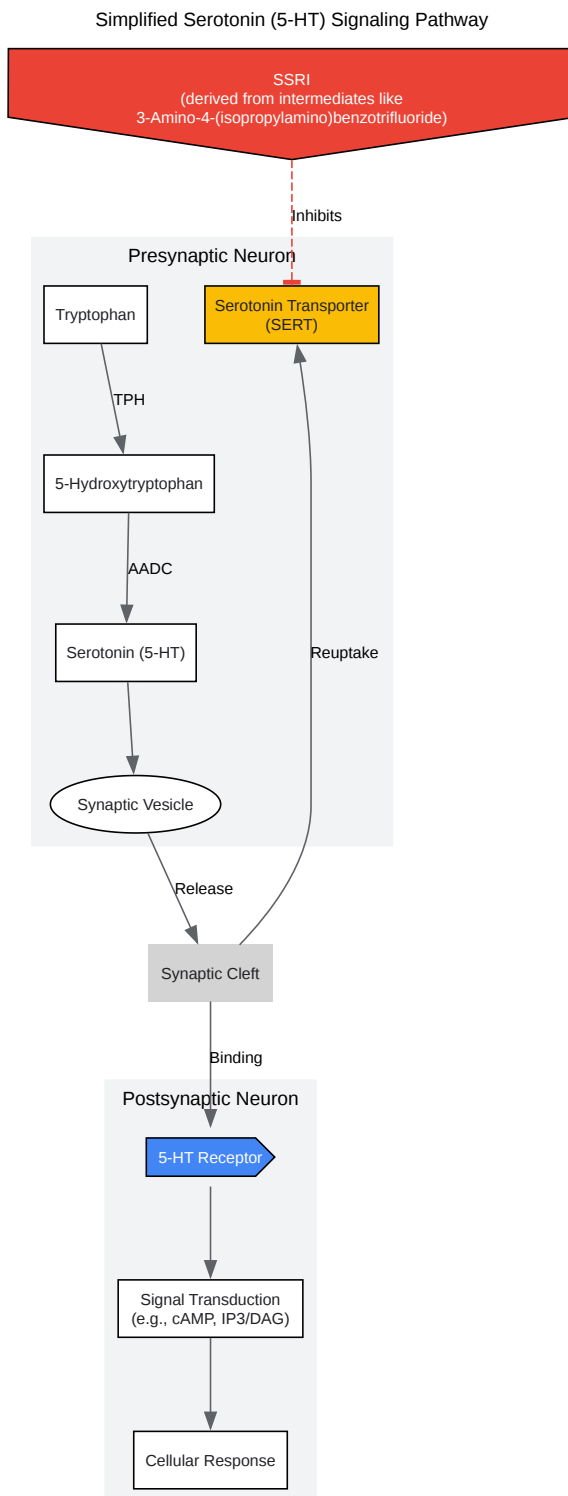 Simplified Serotonin (5-HT) Signaling Pathway
SSRI
(derived from intermediates like
3-Amino-4-(isopropylamino)benzotrifluoride)
Inhibits
Presynaptic Neuron
Tryptophan
Serotonin Transporter
(SERT)
TPH
5-Hydroxytryptophan
AADC
Serotonin (5-HT)
Reuptake
Synaptic Vesicle
Release
Synaptic Cleft
Binding
Postsynaptic Neuron
5-HT Receptor
Signal Transduction
(e.g., cAMP, IP3/DAG)
Cellular Response